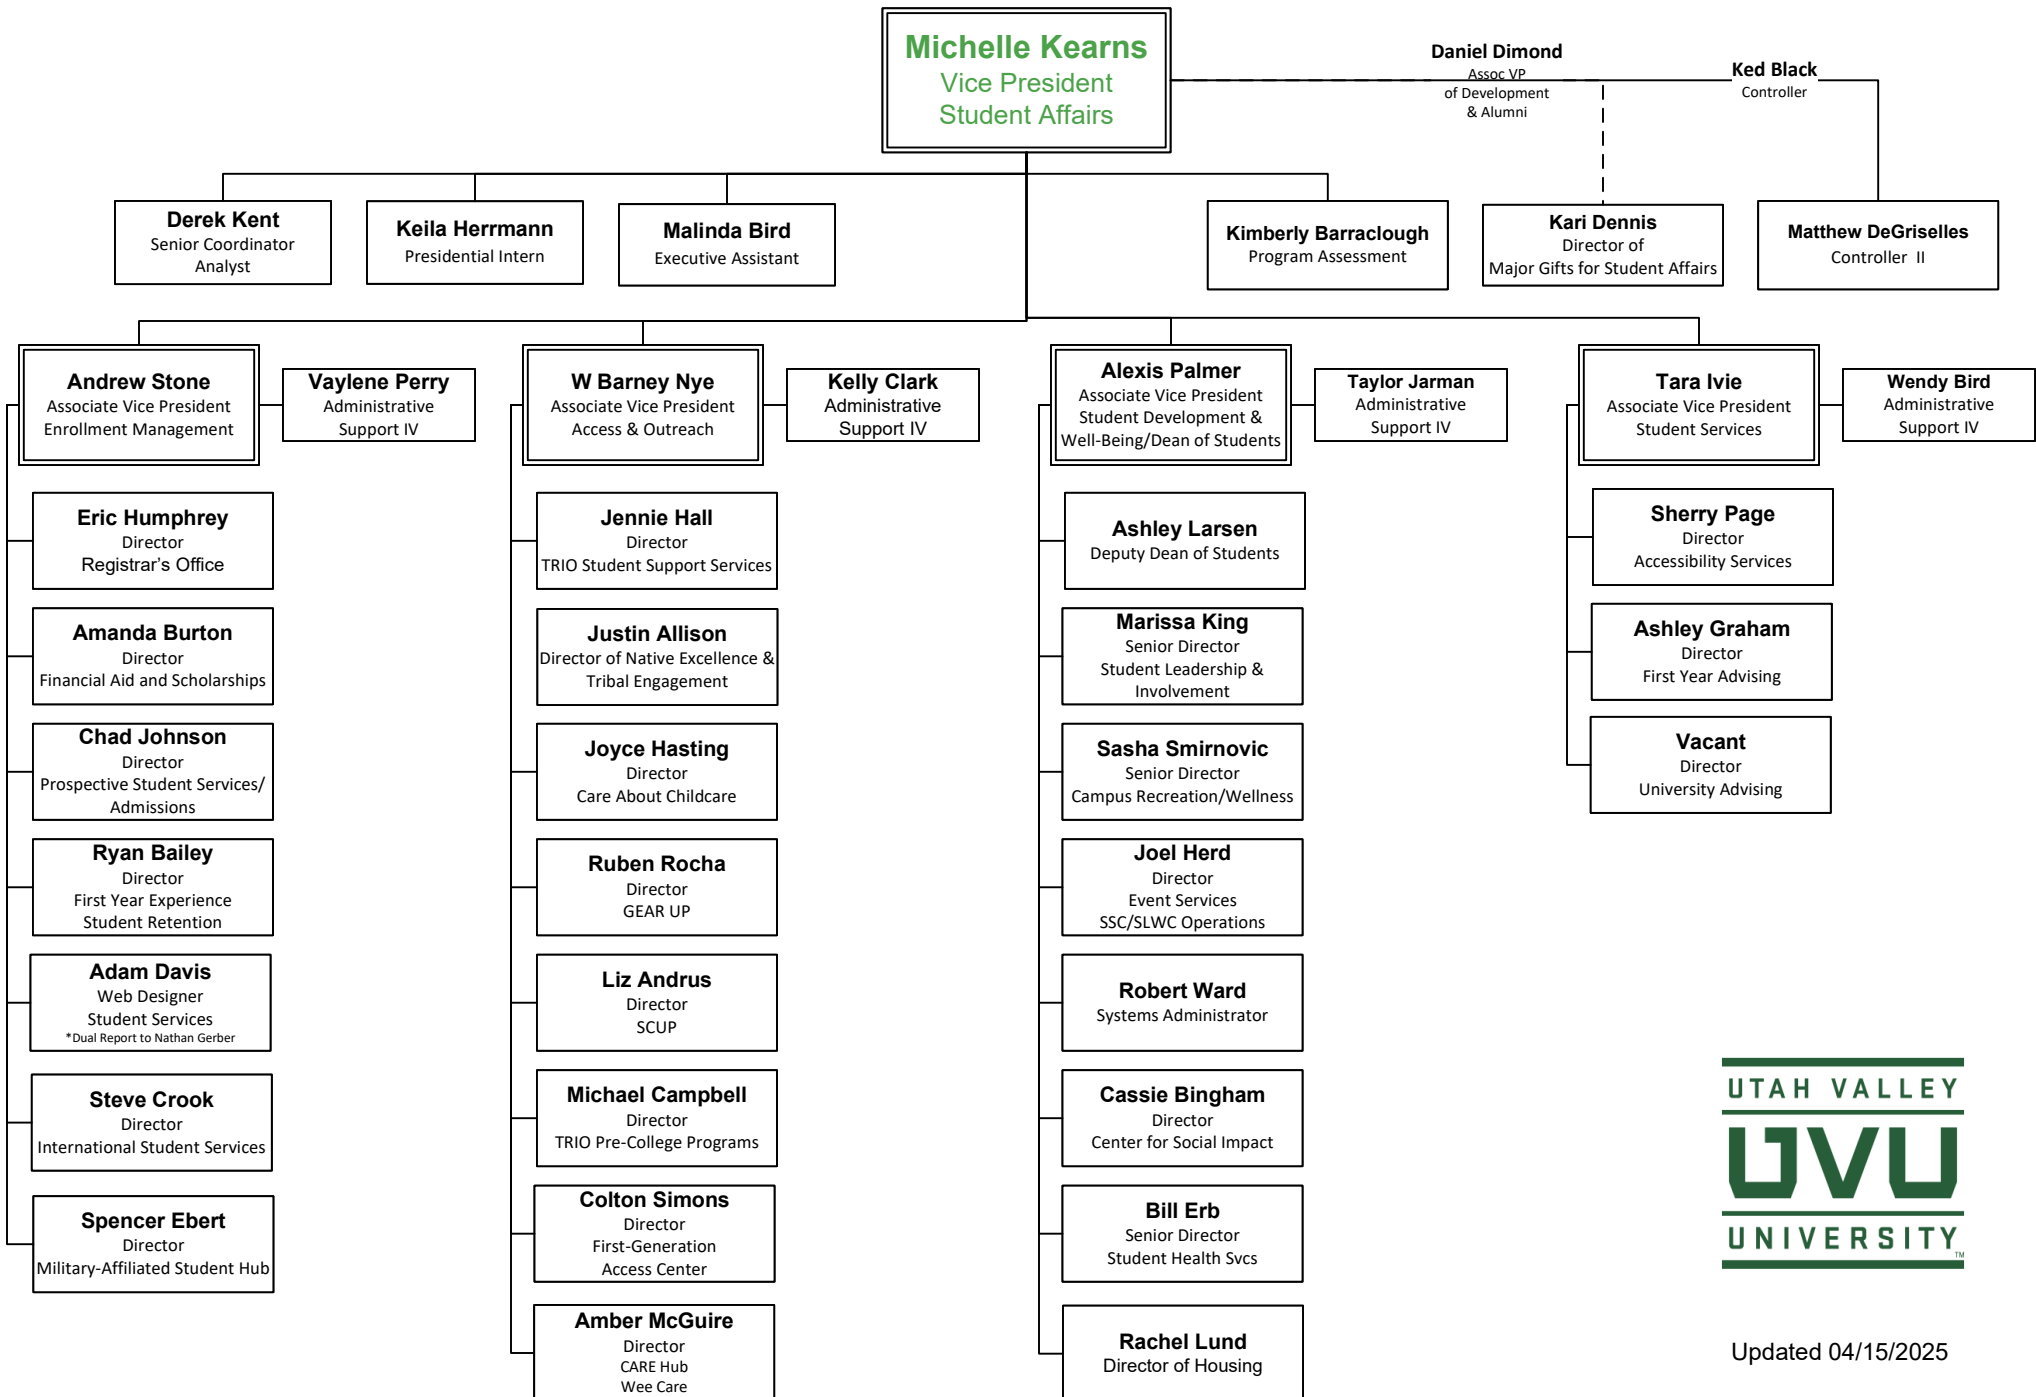 Michelle Kearns
Vice President
Student Affairs
Daniel Dimond
Assoc VP
of Development
& Alumni
Ked Black
Controller
Derek Kent
Senior Coordinator
Analyst
Keila Herrmann
Presidential Intern
Malinda Bird
Executive Assistant
Kimberly Barraclough
Program Assessment
Kari Dennis
Director of
Major Gifts for Student Affairs
Matthew DeGriselles
Controller II
Andrew Stone
Associate Vice President
Enrollment Management
Vaylene Perry
Administrative
Support IV
W Barney Nye
Associate Vice President
Access & Outreach
Kelly Clark
Administrative
Support IV
Alexis Palmer
Associate Vice President
Student Development &
Well-Being/Dean of Students
Taylor Jarman
Administrative
Support IV
Tara Ivie
Associate Vice President
Student Services
Wendy Bird
Administrative
Support IV
Eric Humphrey
Director
Registrar's Office
Amanda Burton
Director
Financial Aid and Scholarships
Chad Johnson
Director
Prospective Student Services/
Admissions
Ryan Bailey
Director
First Year Experience
Student Retention
Adam Davis
Web Designer
Student Services
*Dual Report to Nathan Gerber
Steve Crook
Director
International Student Services
Spencer Ebert
Director
Military-Affiliated Student Hub
Jennie Hall
Director
TRIO Student Support Services
Justin Allison
Director of Native Excellence &
Tribal Engagement
Joyce Hasting
Director
Care About Childcare
Ruben Rocha
Director
GEAR UP
Liz Andrus
Director
SCUP
Michael Campbell
Director
TRIO Pre-College Programs
Colton Simons
Director
First-Generation
Access Center
Amber McGuire
Director
CARE Hub
Wee Care
Ashley Larsen
Deputy Dean of Students
Marissa King
Senior Director
Student Leadership &
Involvement
Sasha Smirnovic
Senior Director
Campus Recreation/Wellness
Joel Herd
Director
Event Services
SSC/SLWC Operations
Robert Ward
Systems Administrator
Cassie Bingham
Director
Center for Social Impact
Bill Erb
Senior Director
Student Health Svcs
Rachel Lund
Director of Housing
Sherry Page
Director
Accessibility Services
Ashley Graham
Director
First Year Advising
Vacant
Director
University Advising
UTAH VALLEY
UVU
UNIVERSITY
TM
Updated 04/15/2025